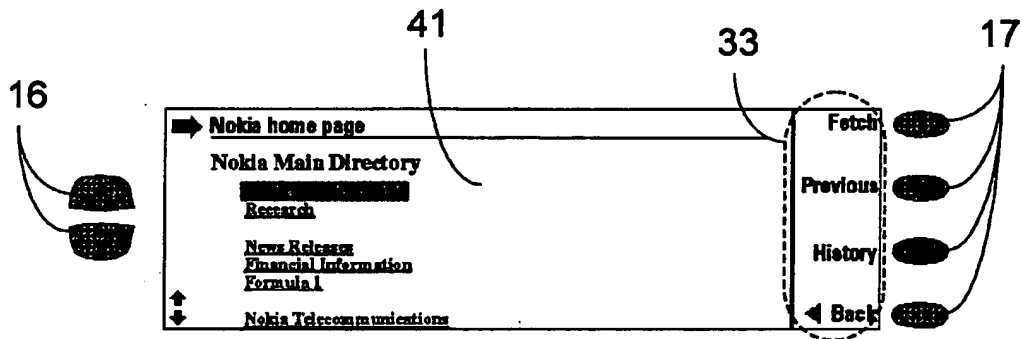 41
33
17
16
Nokia home page
Fetch
Nokia Main Directory
Previous
Research
News Releases
History
Financial Information
Formula 1
Back
Nokia Telecommunications